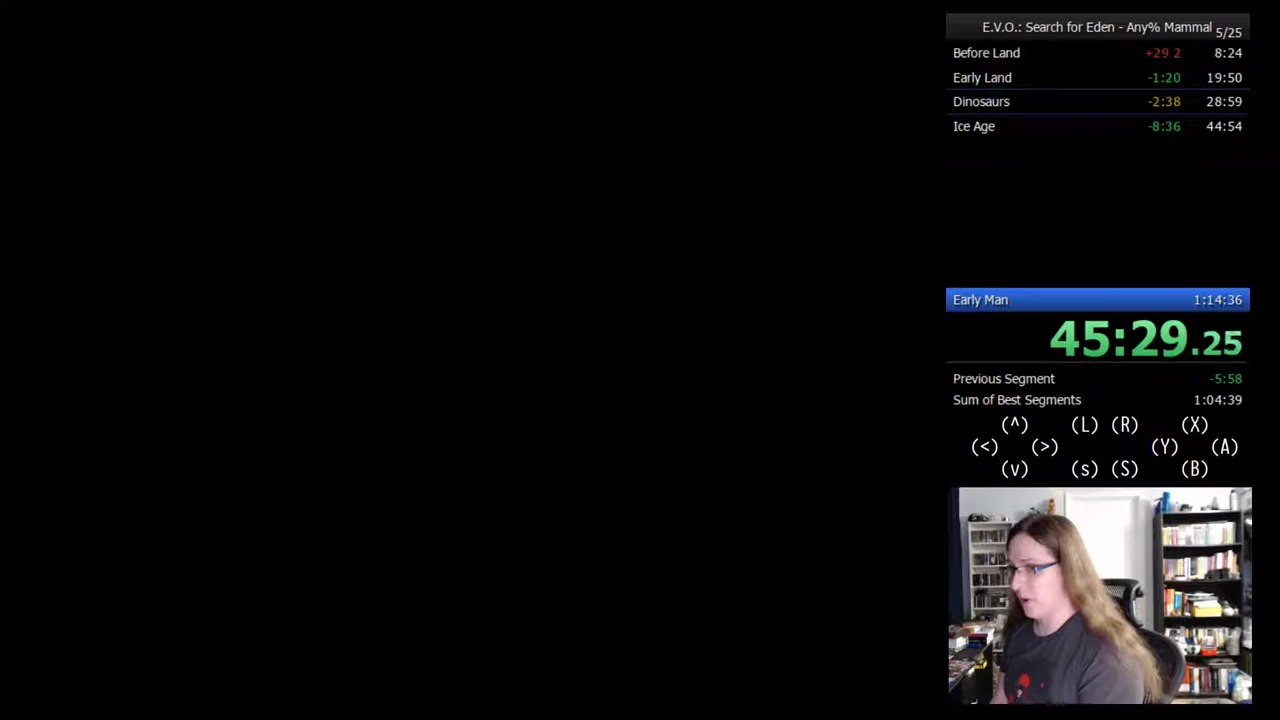 E.V.O.: Search for Eden - Any% Mammal 5/25
Before Land +29 2 8:24
Early Land -1:20 19:50
Dinosaurs -2:38 28:59
Ice Age -8:36 44:54
Early Man 1:14:36
45:29.25
Previous Segment -5:58
Sum of Best Segments 1:04:39
(^) (L) (R) (X)
(<) (>) (Y) (A)
(v) (s) (S) (B)